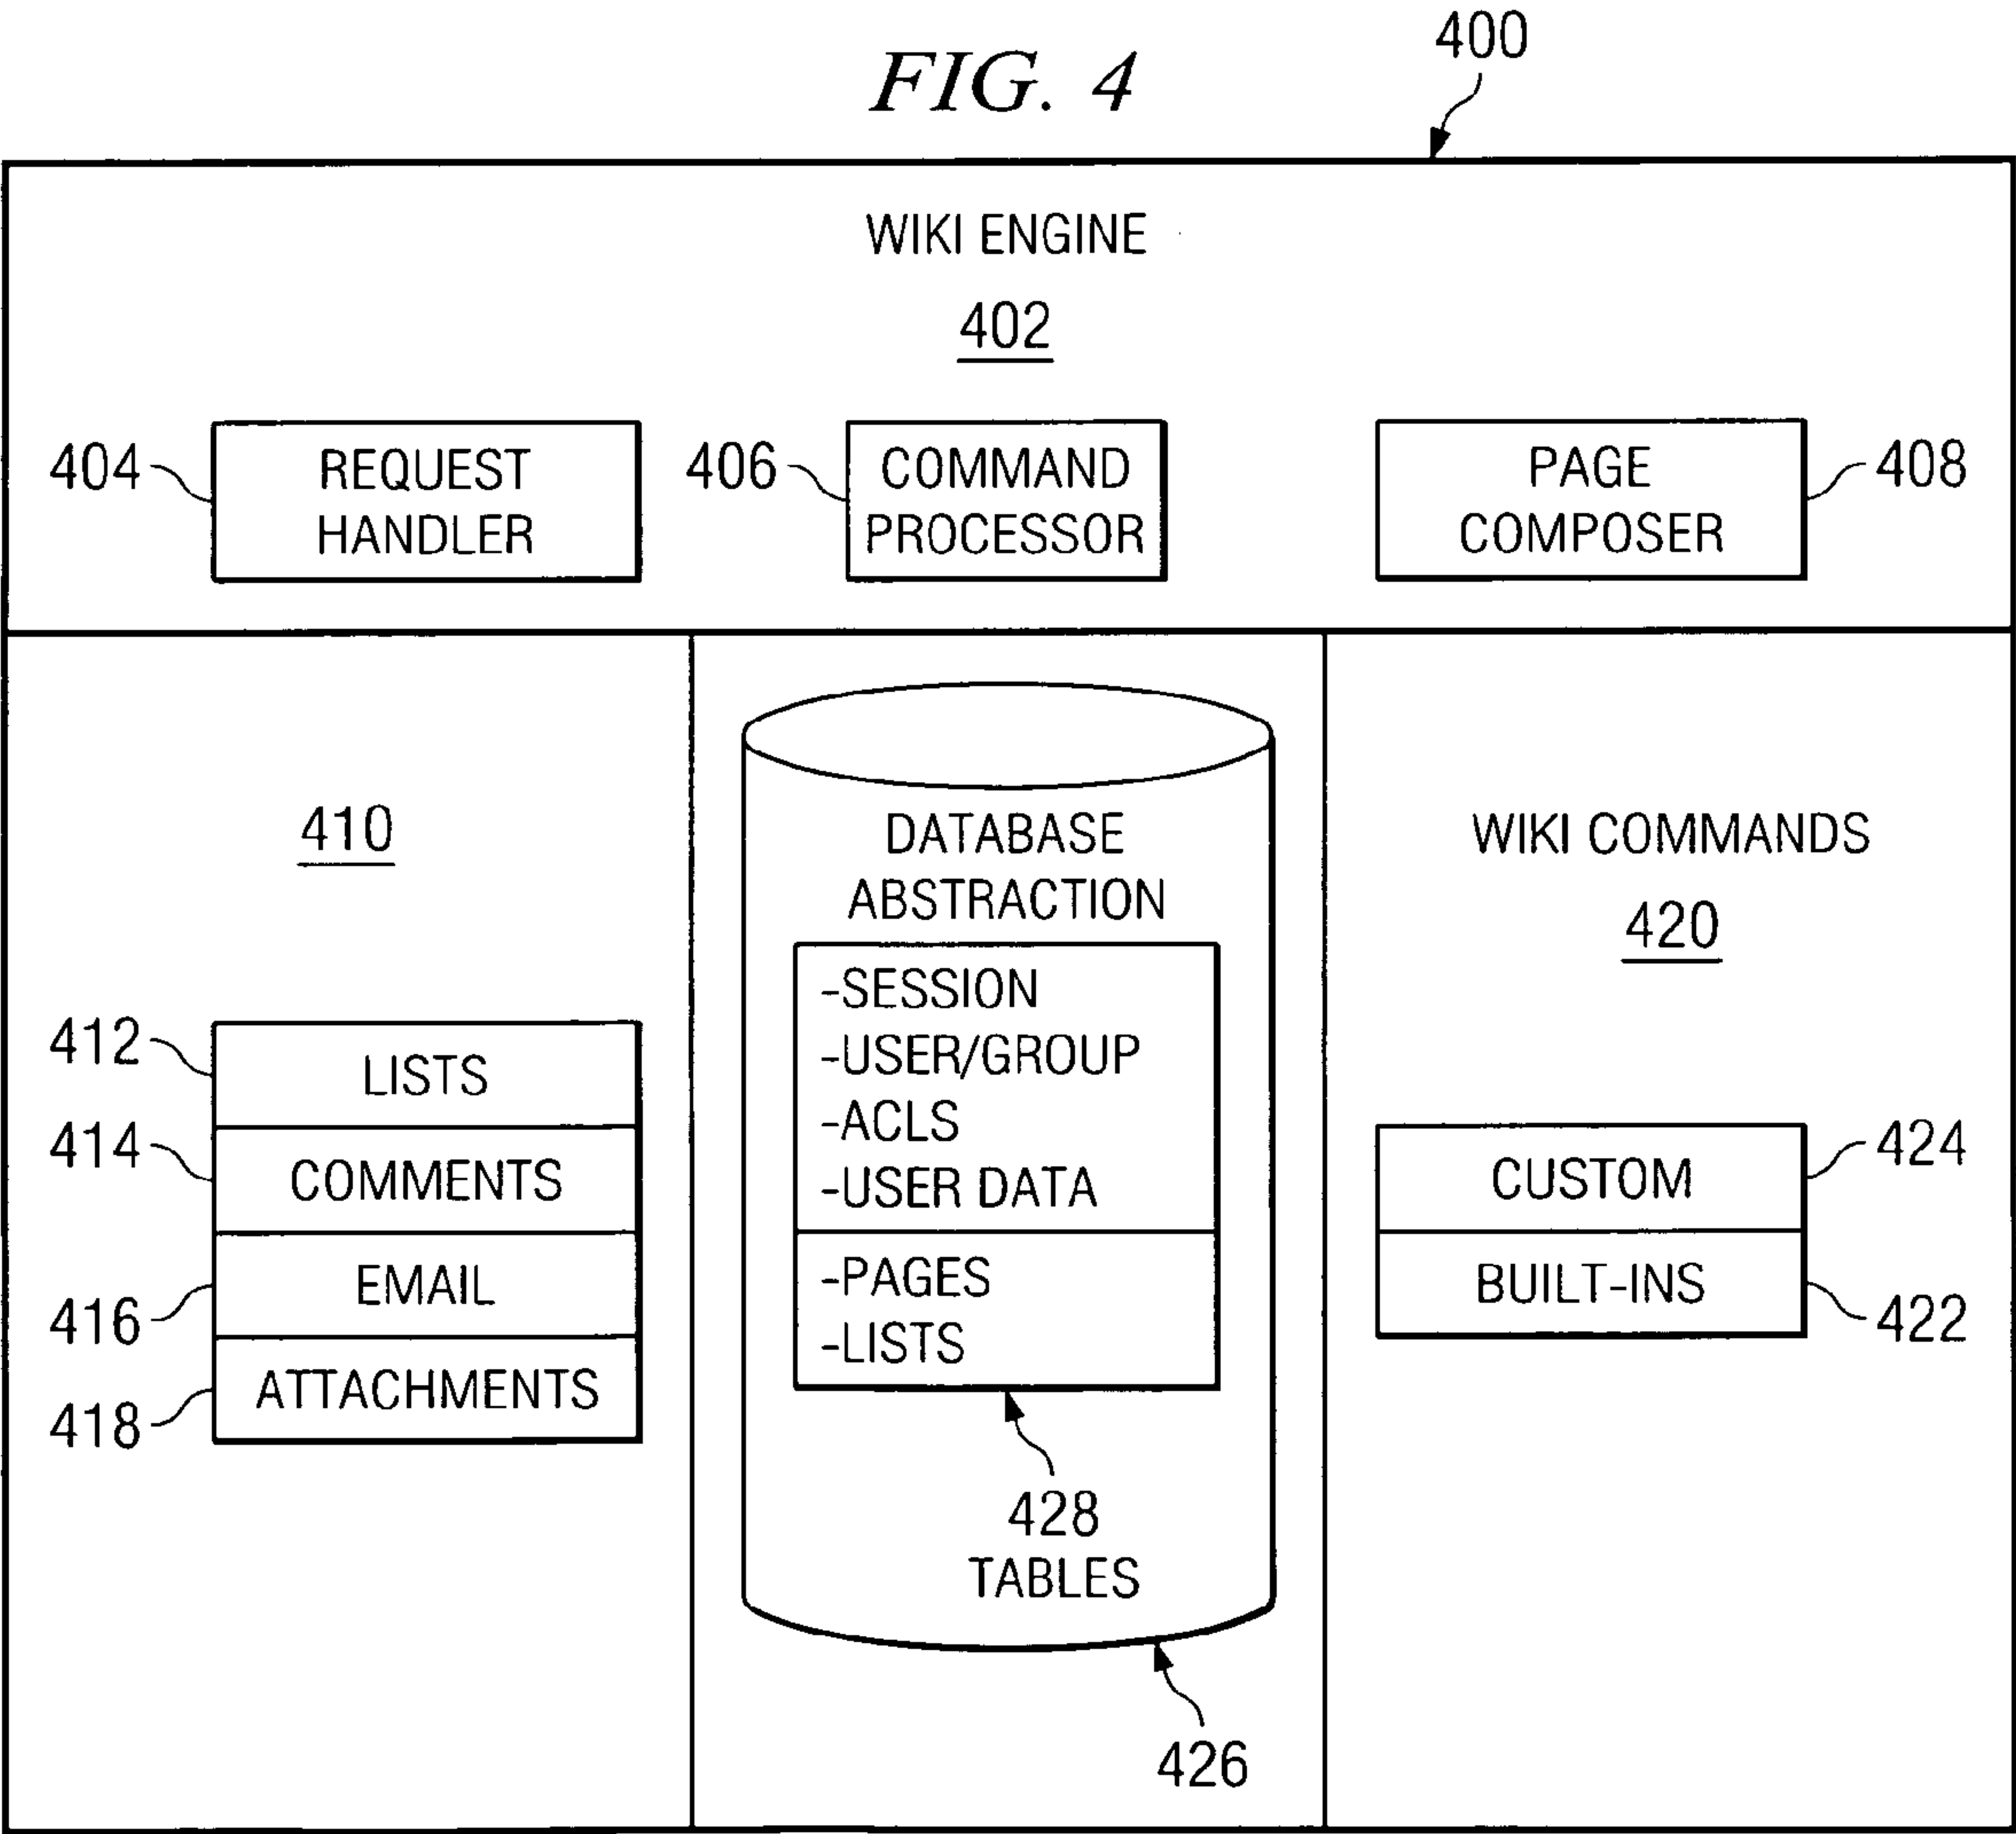 FIG. 4
400
WIKI ENGINE
402
404
REQUEST
HANDLER
406
COMMAND
PROCESSOR
PAGE
COMPOSER
408
410
412
LISTS
414
COMMENTS
416
EMAIL
418
ATTACHMENTS
DATABASE
ABSTRACTION
-SESSION
-USER/GROUP
-ACLS
-USER DATA
-PAGES
-LISTS
428
TABLES
426
WIKI COMMANDS
420
CUSTOM
424
BUILT-INS
422